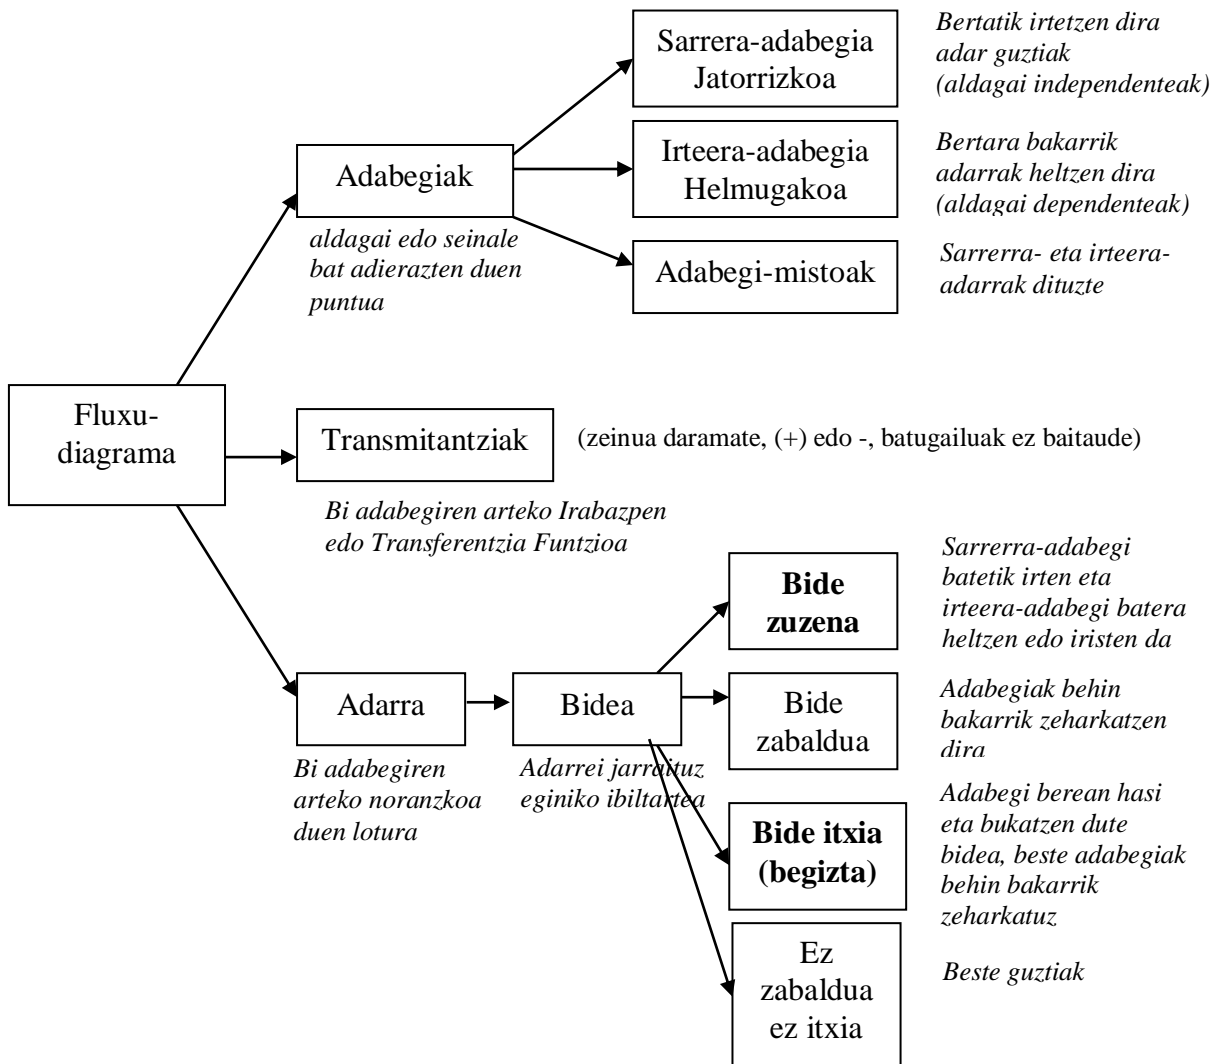 Sarrera-adabegia
Jatorrizkoa
Bertatik irtetzen dira
adar guztiak
(aldagai independenteak)
Adabegiak
Irteera-adabegia
Helmugakoa
Bertara bakarrik
adarrak heltzen dira
(aldagai dependenteak)
aldagai edo seinale
bat adierazten duen
puntua
Adabegi-mistoak
Sarrerra- eta irteera-
adarrak dituzte
Fluxu-
diagrama
Transmitantziak
(zeinua daramate, (+) edo -, batugailuak ez baitaude)
Bi adabegiren arteko Irabazpen
edo Transferentzia Funtzioa
Bide
zuzena
Sarrerra-adabegi
batetik irten eta
irteera-adabegi batera
heltzen edo iristen da
Adarra
Bidea
Bide
zabaldua
Adabegiak behin
bakarrik zeharkatzen
dira
Bi adabegiren
arteko noranzkoa
duen lotura
Adarrei jarraituz
eginiko ibiltartea
Bide itxia
(begizta)
Adabegi berean hasi
eta bukatzen dute
bidea, beste adabegiak
behin bakarrik
zeharkatuz
Ez
zabaldua
ez itxia
Beste guztiak